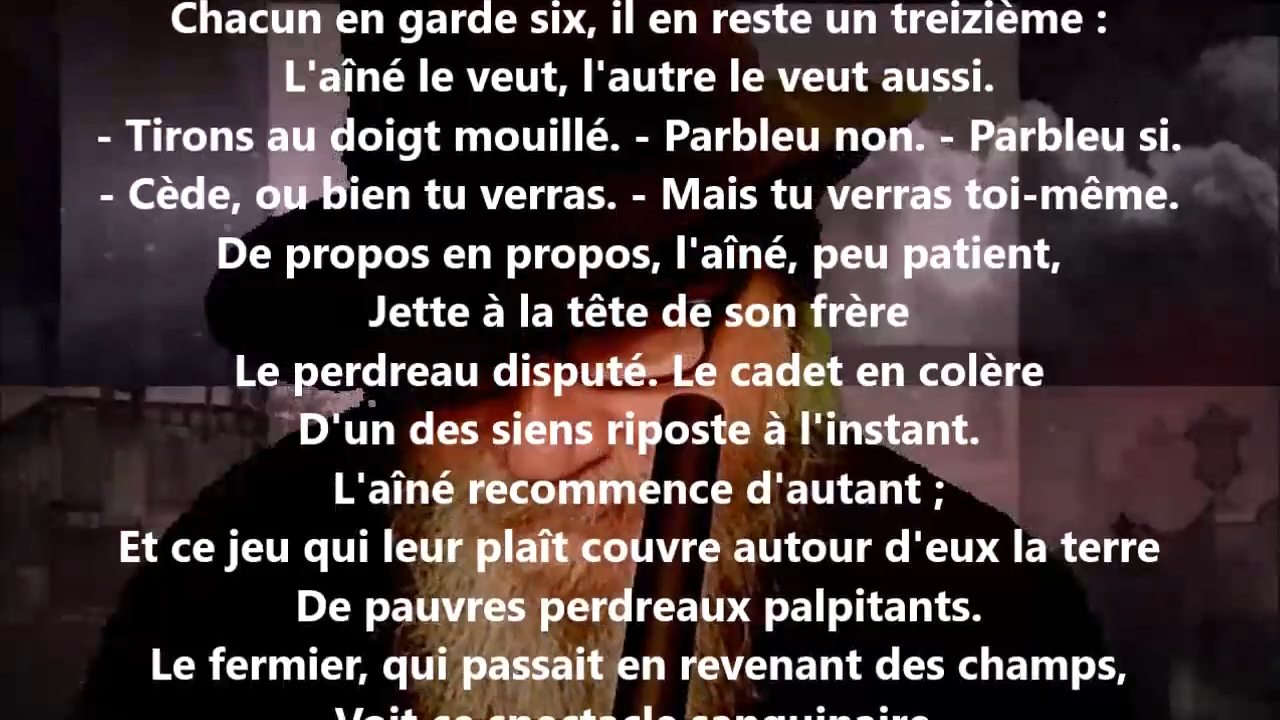 Chacun en garde six, il en reste un treizième :
L'aîné le veut, l'autre le veut aussi.
- Tirons au doigt mouillé. - Parbleu non. - Parbleu si.
- Cède, ou bien tu verras. - Mais tu verras toi-même.
De propos en propos, l'aîné, peu patient,
Jette à la tête de son frère
Le perdreau disputé. Le cadet en colère
D'un des siens riposte à l'instant.
L'aîné recommence d'autant ;
Et ce jeu qui leur plaît couvre autour d'eux la terre
De pauvres perdreaux palpitants.
Le fermier, qui passait en revenant des champs,
Voit ce spectacle sanguinaire